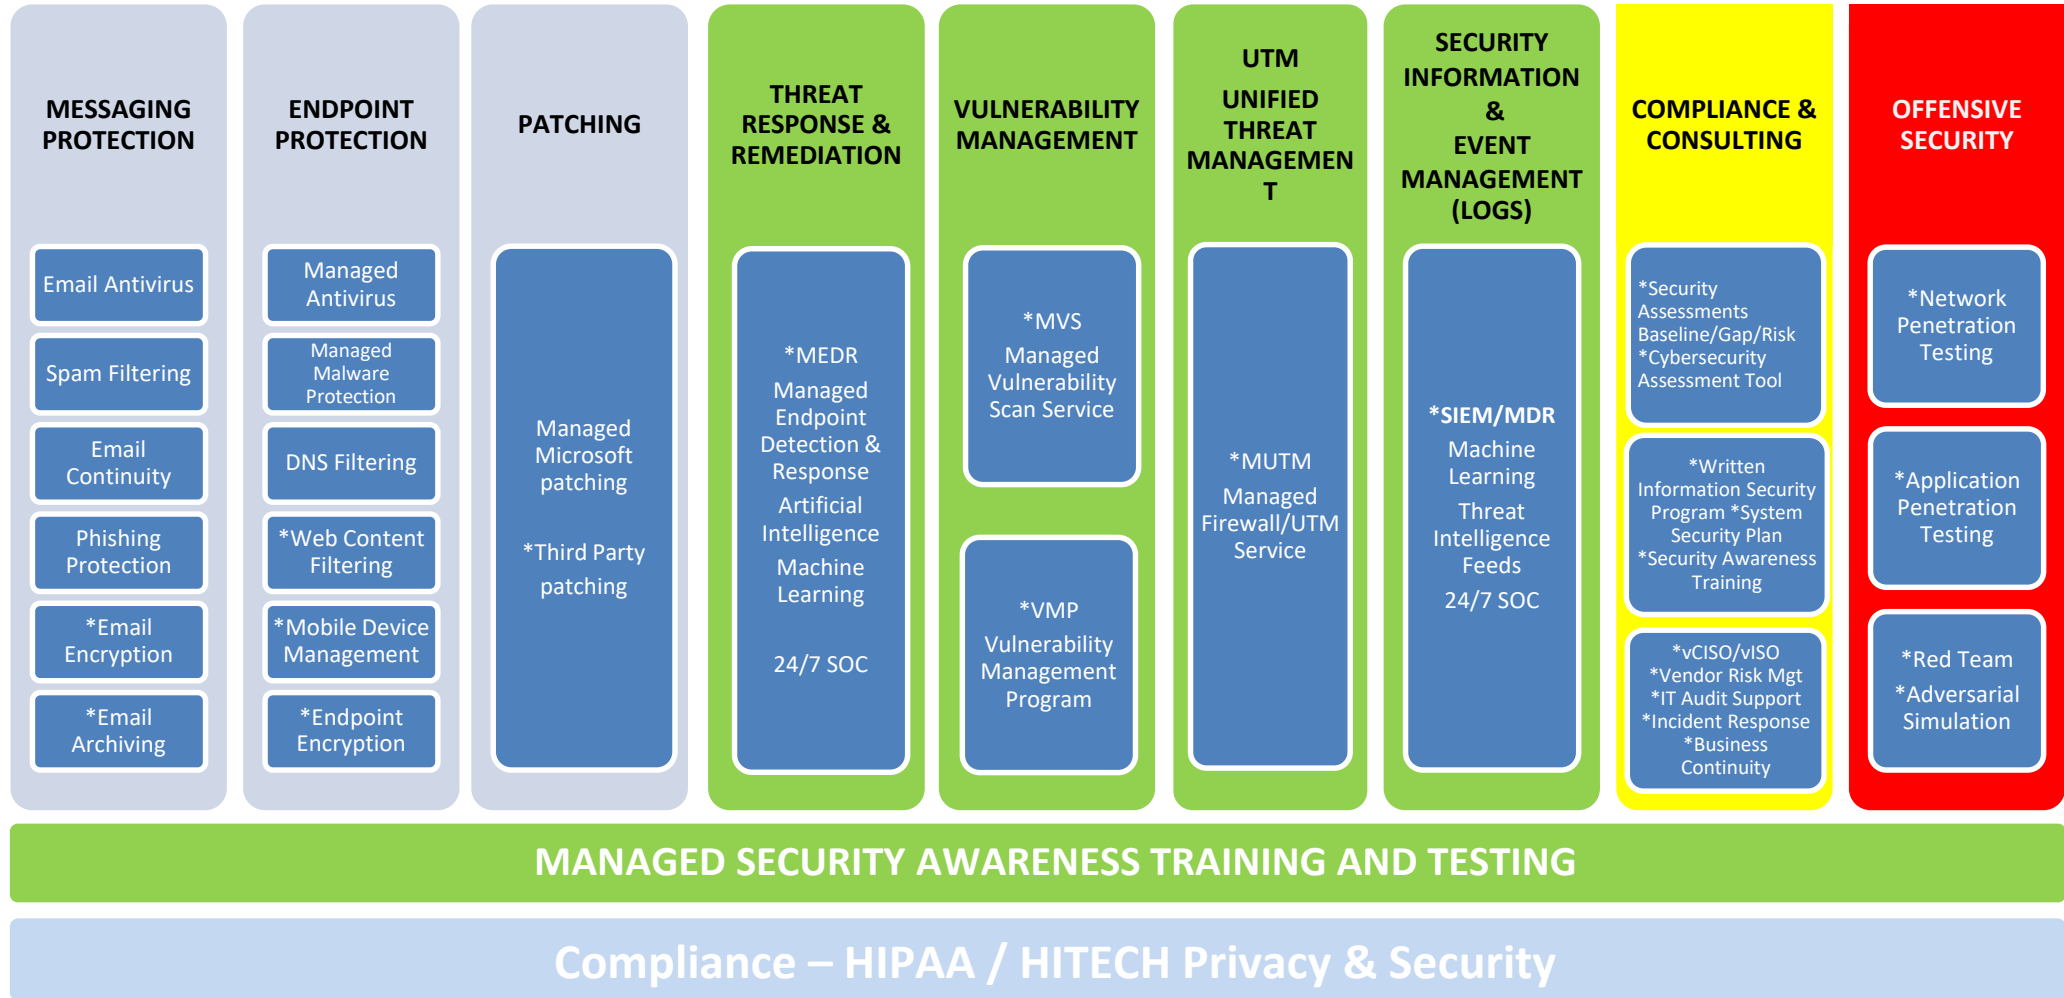 MESSAGING
PROTECTION
Email Antivirus
Spam Filtering
Email
Continuity
Phishing
Protection
*Email
Encryption
*Email
Archiving
ENDPOINT
PROTECTION
Managed
Antivirus
Managed
Malware
Protection
DNS Filtering
*Web Content
Filtering
*Mobile Device
Management
*Endpoint
Encryption
PATCHING
Managed
Microsoft
patching
*Third Party
patching
THREAT
RESPONSE &
REMEDIATION
*MEDR
Managed
Endpoint
Detection &
Response
Artificial
Intelligence
Machine
Learning
24/7 SOC
VULNERABILITY
MANAGEMENT
*MVS
Managed
Vulnerability
Scan Service
*VMP
Vulnerability
Management
Program
UTM
UNIFIED
THREAT
MANAGEMEN
T
*MUTM
Managed
Firewall/UTM
Service
SECURITY
INFORMATION
&
EVENT
MANAGEMENT
(LOGS)
*SIEM/MDR
Machine
Learning
Threat
Intelligence
Feeds
24/7 SOC
COMPLIANCE &
CONSULTING
*Security
Assessments
Baseline/Gap/Risk
*Cybersecurity
Assessment Tool
*Written
Information Security
Program *System
Security Plan
*Security Awareness
Training
*vCISO/vISO
*Vendor Risk Mgt
*IT Audit Support
*Incident Response
*Business
Continuity
OFFENSIVE
SECURITY
*Network
Penetration
Testing
*Application
Penetration
Testing
*Red Team
*Adversarial
Simulation
MANAGED SECURITY AWARENESS TRAINING AND TESTING
Compliance – HIPAA / HITECH Privacy & Security